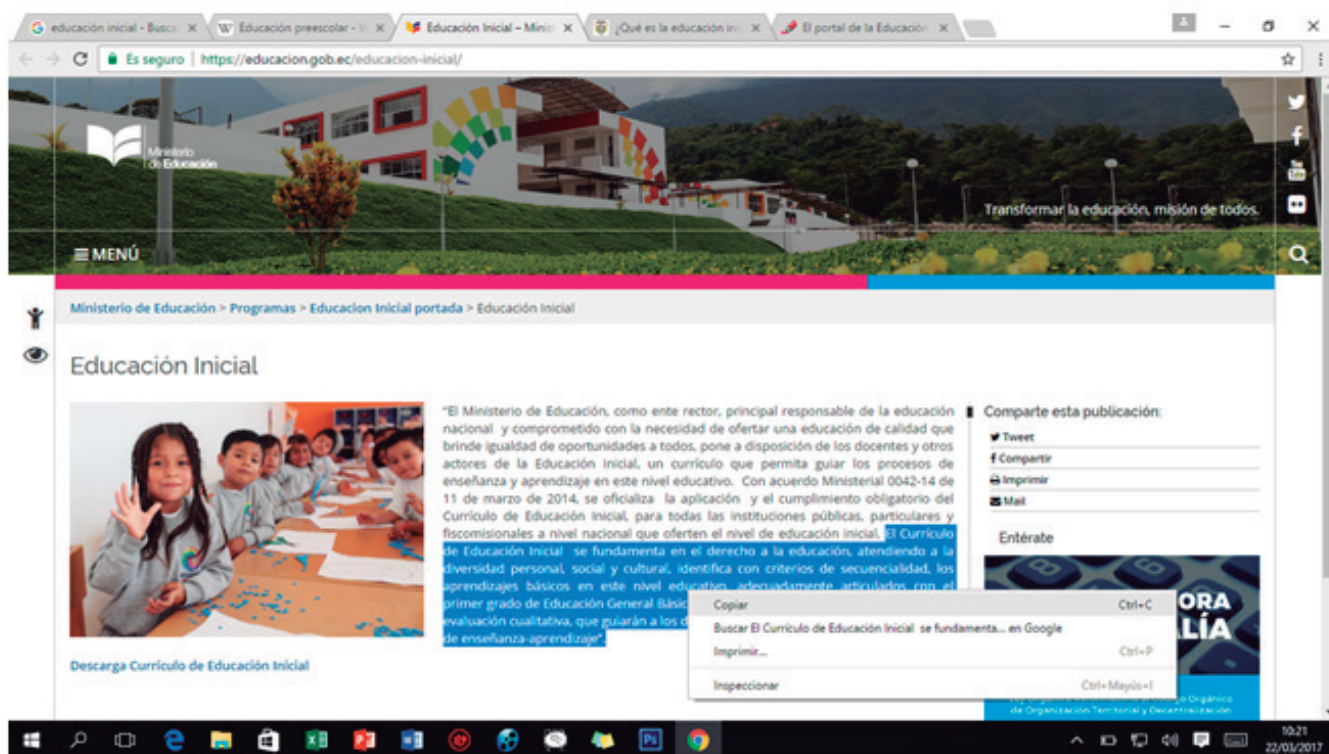 educación inicial - Busca
Educación preescolar - W
Educación Inicial – Minis
¿Qué es la educación ini
El portal de la Educación
Es seguro | https://educacion.gob.ec/educacion-inicial/
Ministerio
de Educación
Transformar la educación, misión de todos.
MENÚ
Ministerio de Educación > Programas > Educacion Inicial portada > Educación Inicial
Educación Inicial
"El Ministerio de Educación, como ente rector, principal responsable de la educación
nacional y comprometido con la necesidad de ofertar una educación de calidad que
brinde igualdad de oportunidades a todos, pone a disposición de los docentes y otros
actores de la Educación Inicial, un currículo que permita guiar los procesos de
enseñanza y aprendizaje en este nivel educativo. Con acuerdo Ministerial 0042-14 de
11 de marzo de 2014, se oficializa la aplicación y el cumplimiento obligatorio del
Currículo de Educación Inicial, para todas las instituciones públicas, particulares y
fiscomisionales a nivel nacional que oferten el nivel de educación inicial. El Currículo
de Educación Inicial se fundamenta en el derecho a la educación, atendiendo a la
diversidad personal, social y cultural, identifica con criterios de secuencialidad, los
aprendizajes básicos en este nivel educativo, adecuadamente articulados con el
primer grado de Educación General Básic
evaluación cualitativa, que guiarán a los d
de enseñanza-aprendizaje".
Descarga Currículo de Educación Inicial
Copiar Ctrl+C
Buscar El Currículo de Educación Inicial se fundamenta... en Google
Imprimir... Ctrl+P
Inspeccionar Ctrl+Mayús+I
Comparte esta publicación:
Tweet
Compartir
Imprimir
Mail
Entérate
ORA
LÍA
de Organización Territorial y Decentralización
10:21
22/03/2017